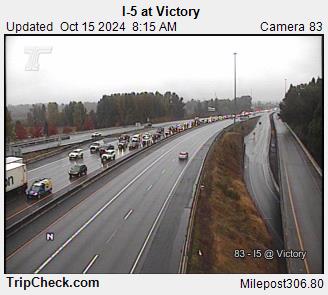 I-5 at Victory
Updated Oct 15 2024 8:15 AM Camera 83
N
83 - I5 @ Victory
TripCheck.com Milepost306.80